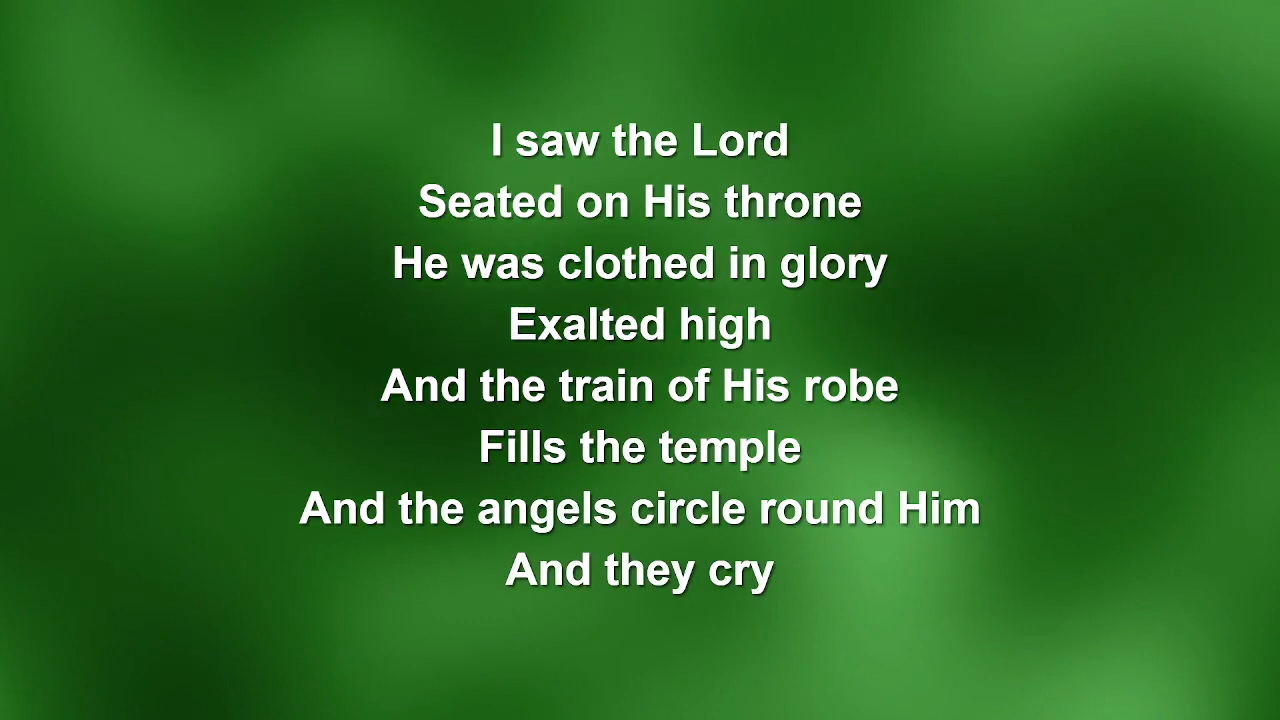 I saw the Lord
Seated on His throne
He was clothed in glory
Exalted high
And the train of His robe
Fills the temple
And the angels circle round Him
And they cry